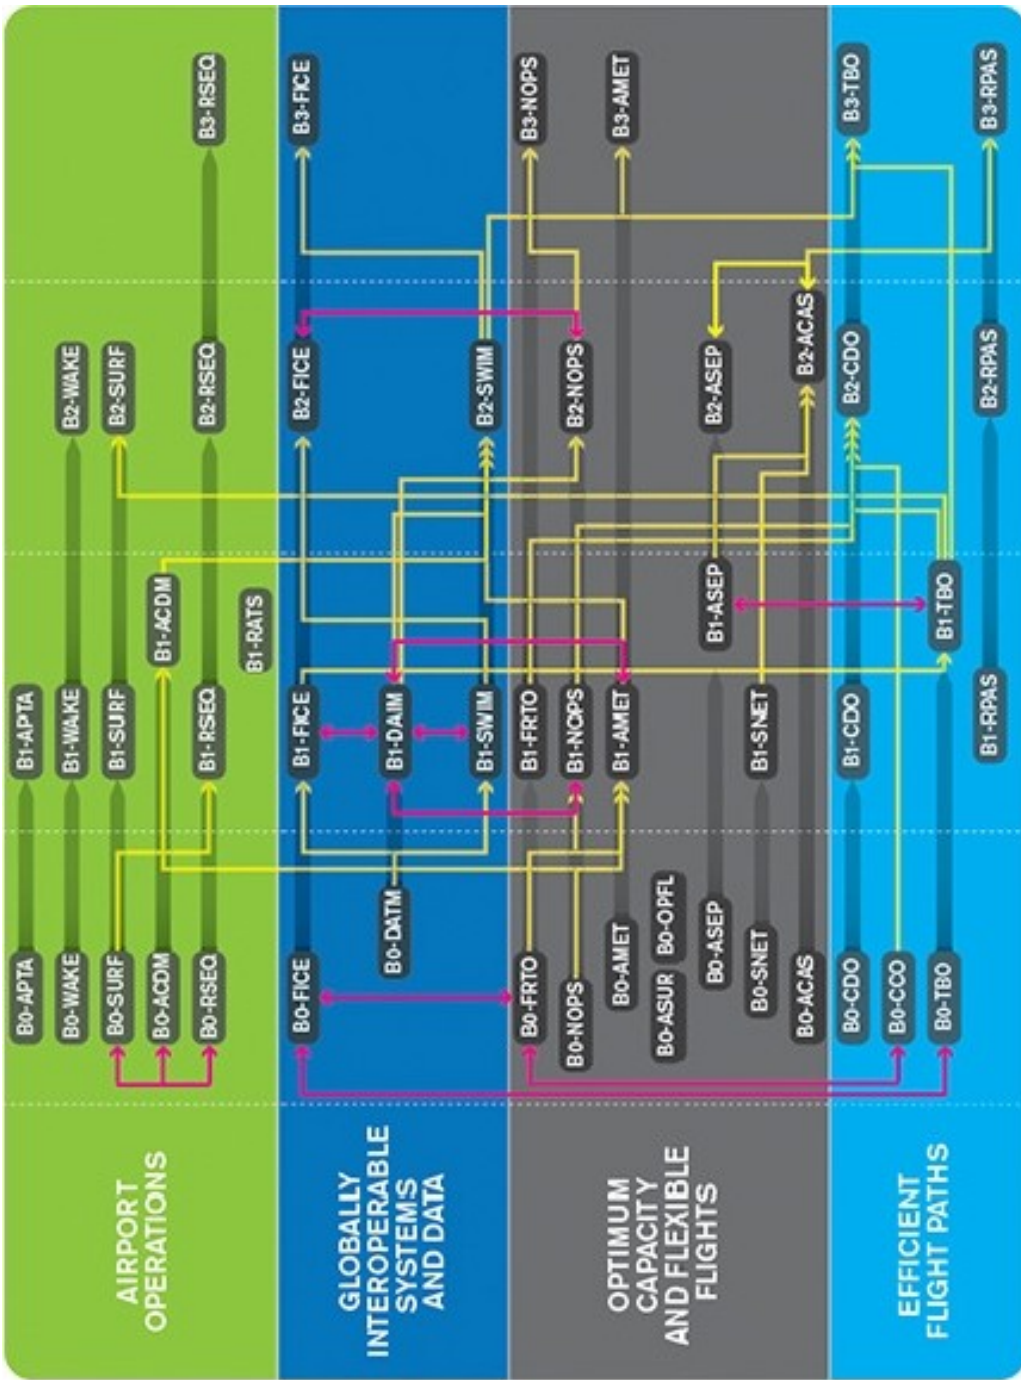 AIRPORT
OPERATIONS
B0-APTA
B1-APTA
B0-WAKE
B1-WAKE
B2-WAKE
B0-SURF
B1-SURF
B2-SURF
B0-ACDM
B1-ACDM
B0-RSEQ
B1-RSEQ
B2-RSEQ
B3-RSEQ
B1-RATS
GLOBALLY
INTEROPERABLE
SYSTEMS
AND DATA
B0-FICE
B1-FICE
B2-FICE
B3-FICE
B0-DATM
B1-DAIM
B1-SWIM
B2-SWIM
OPTIMUM
CAPACITY
AND FLEXIBLE
FLIGHTS
B0-FRTO
B1-FRTO
B3-NOPS
B0-NOPS
B1-NOPS
B2-NOPS
B0-AMET
B1-AMET
B3-AMET
B0-ASUR
B0-OPFL
B0-ASEP
B1-ASEP
B2-ASEP
B0-SNET
B1-SNET
B0-ACAS
B2-ACAS
EFFICIENT
FLIGHT PATHS
B0-CDO
B1-CDO
B2-CDO
B3-TBO
B0-CCO
B0-TBO
B1-TBO
B1-RPAS
B2-RPAS
B3-RPAS